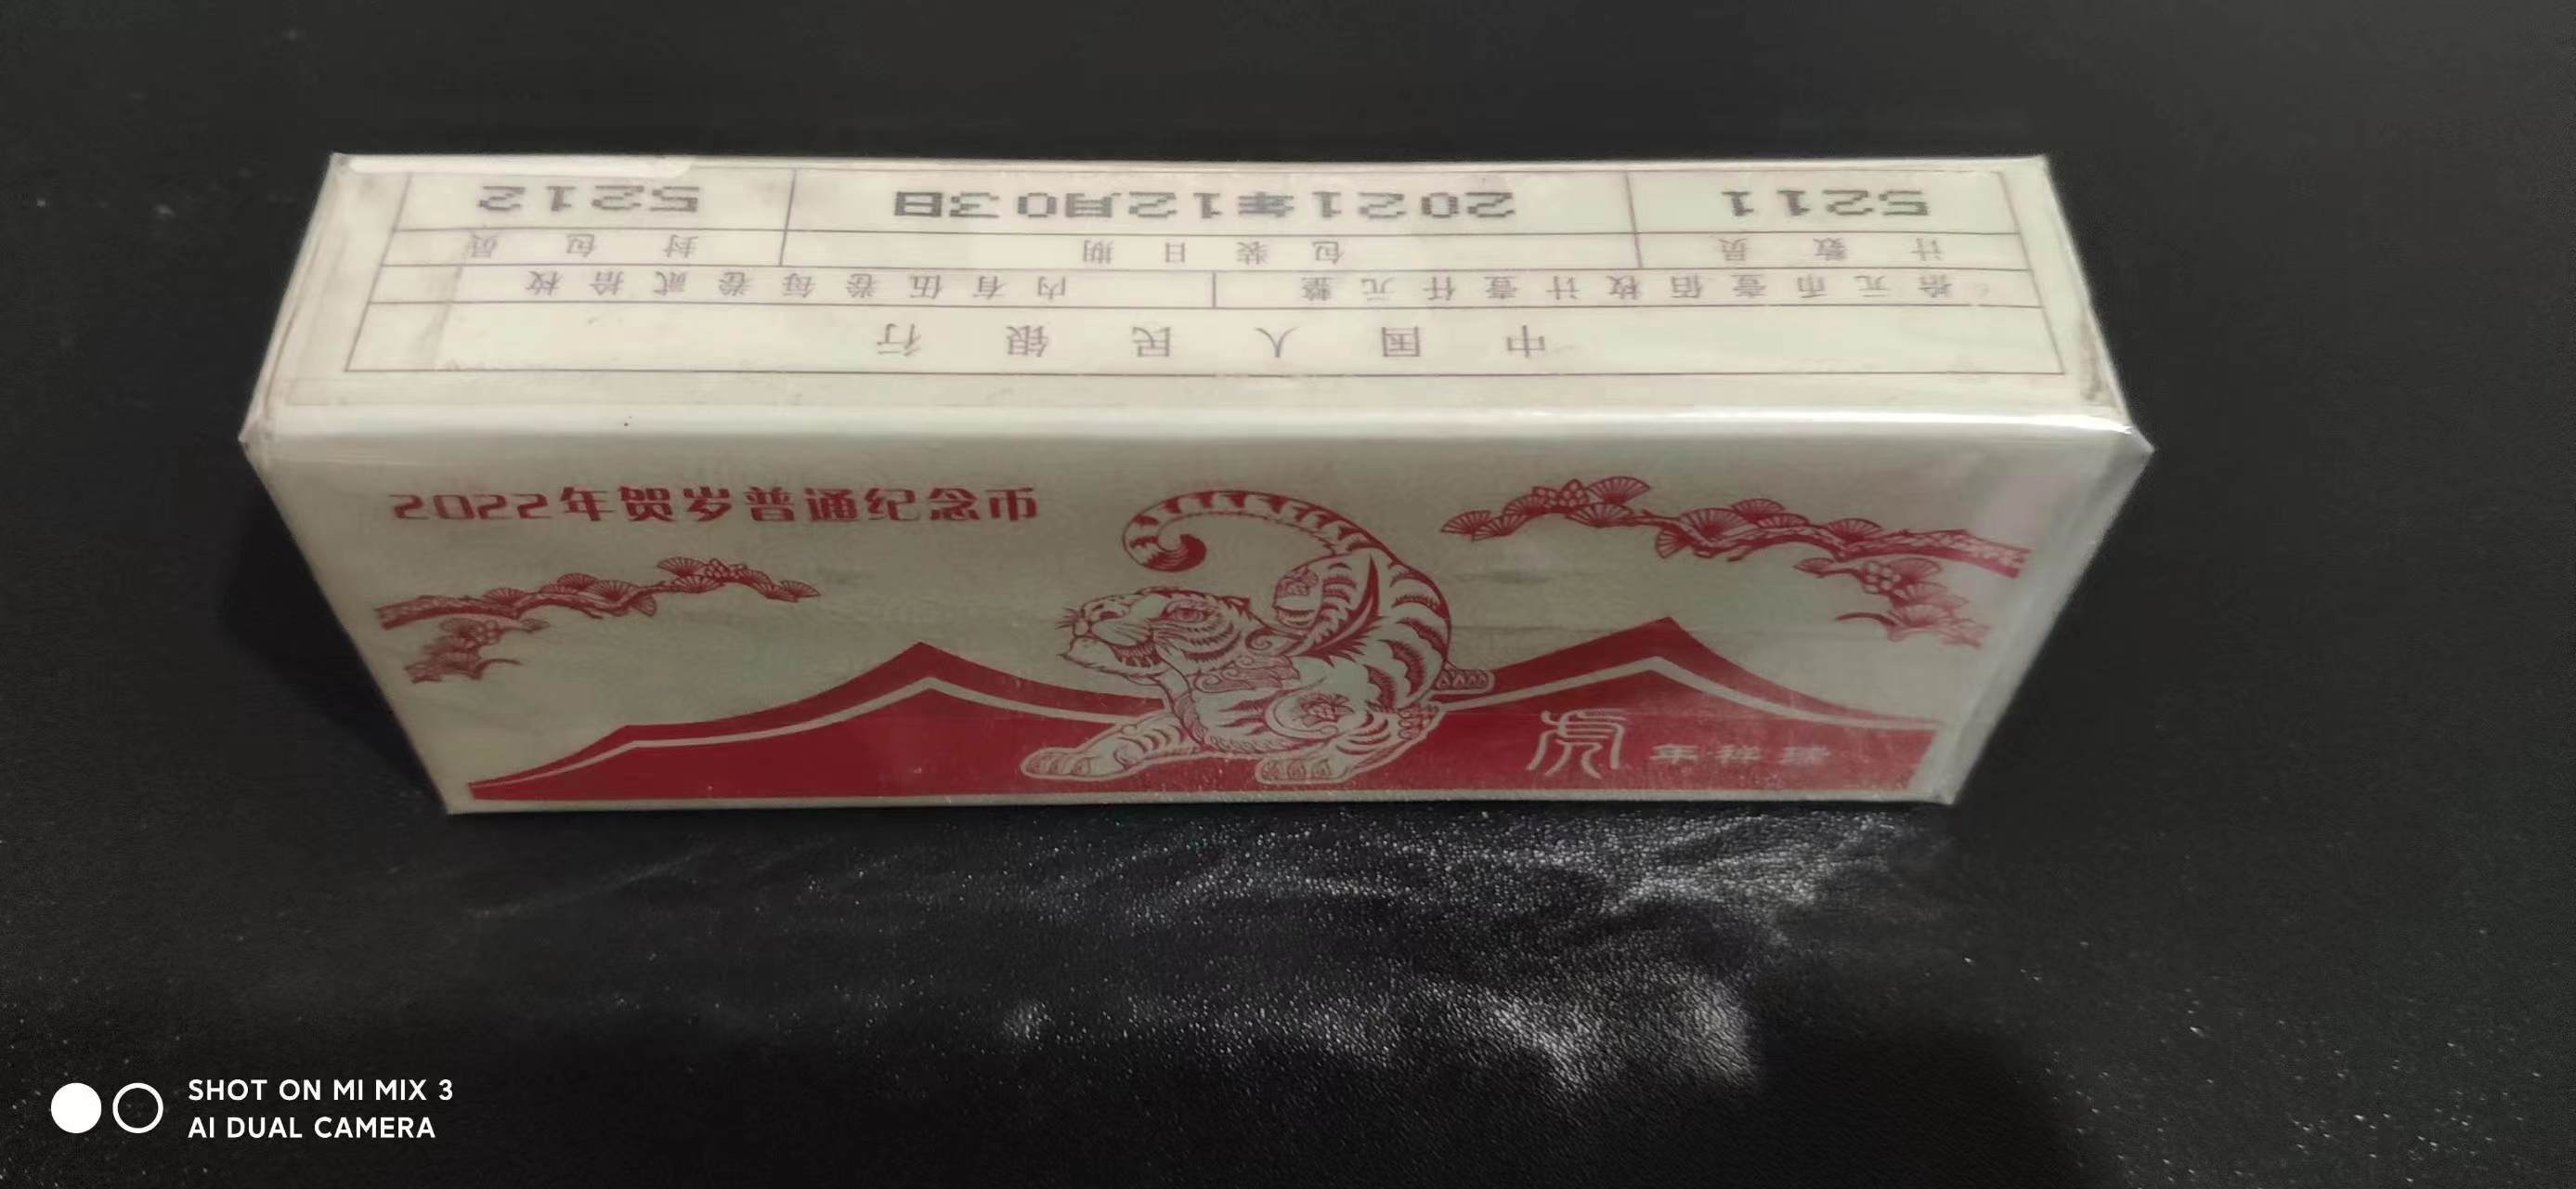 中国人民银行
拾元币壹佰枚计壹仟元整 内有伍卷每卷贰拾枚
计数员 包装日期 封包员
5211 2021年12月03日 5212
2022年贺岁普通纪念币
虎年祥瑞
SHOT ON MI MIX 3
AI DUAL CAMERA